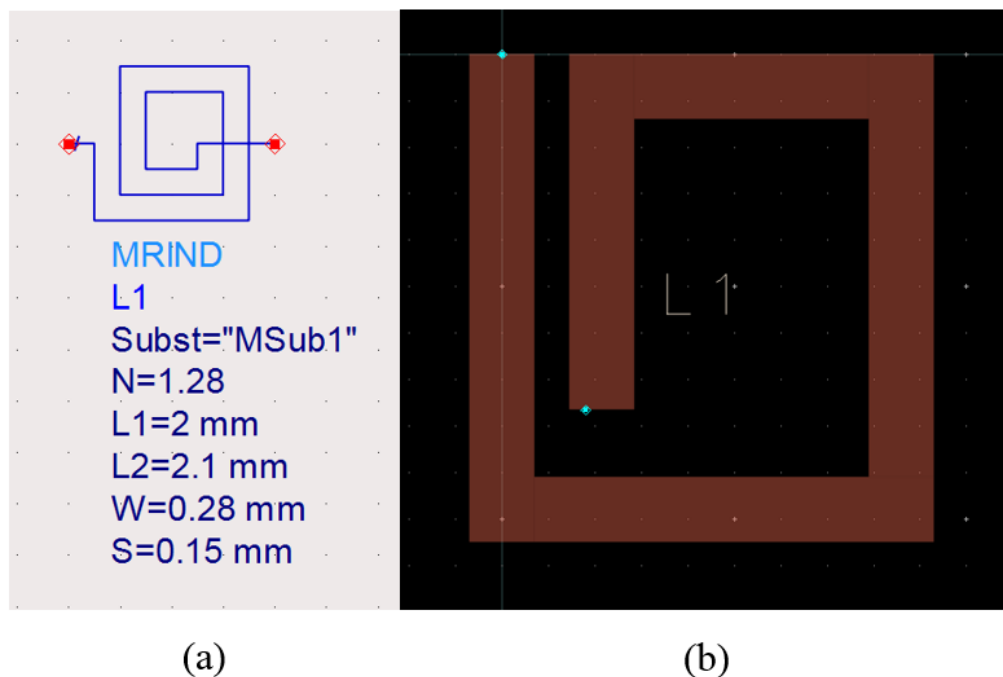 MRIND
L1
Subst="MSub1"
N=1.28
L1=2 mm
L2=2.1 mm
W=0.28 mm
S=0.15 mm
L1
(a)
(b)